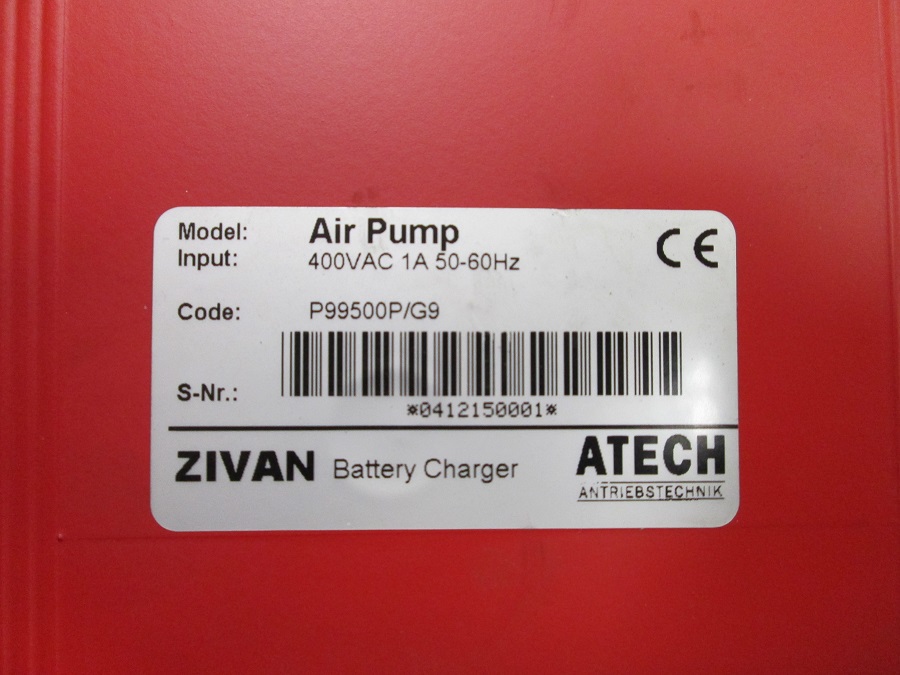 Model: Air Pump
Input: 400VAC 1A 50-60Hz
CE
Code: P99500P/G9
S-Nr.:
*0412150001*
ZIVAN Battery Charger
ATECH
ANTRIEBSTECHNIK